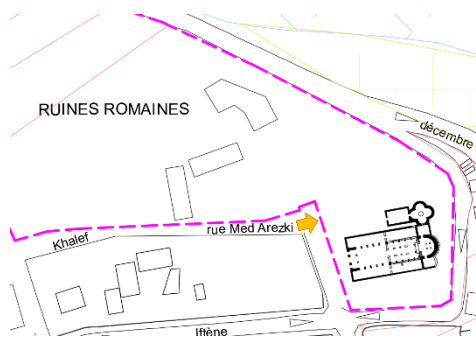 RUINES ROMAINES
décembre
rue Med Arezki
Khalef
Iftène